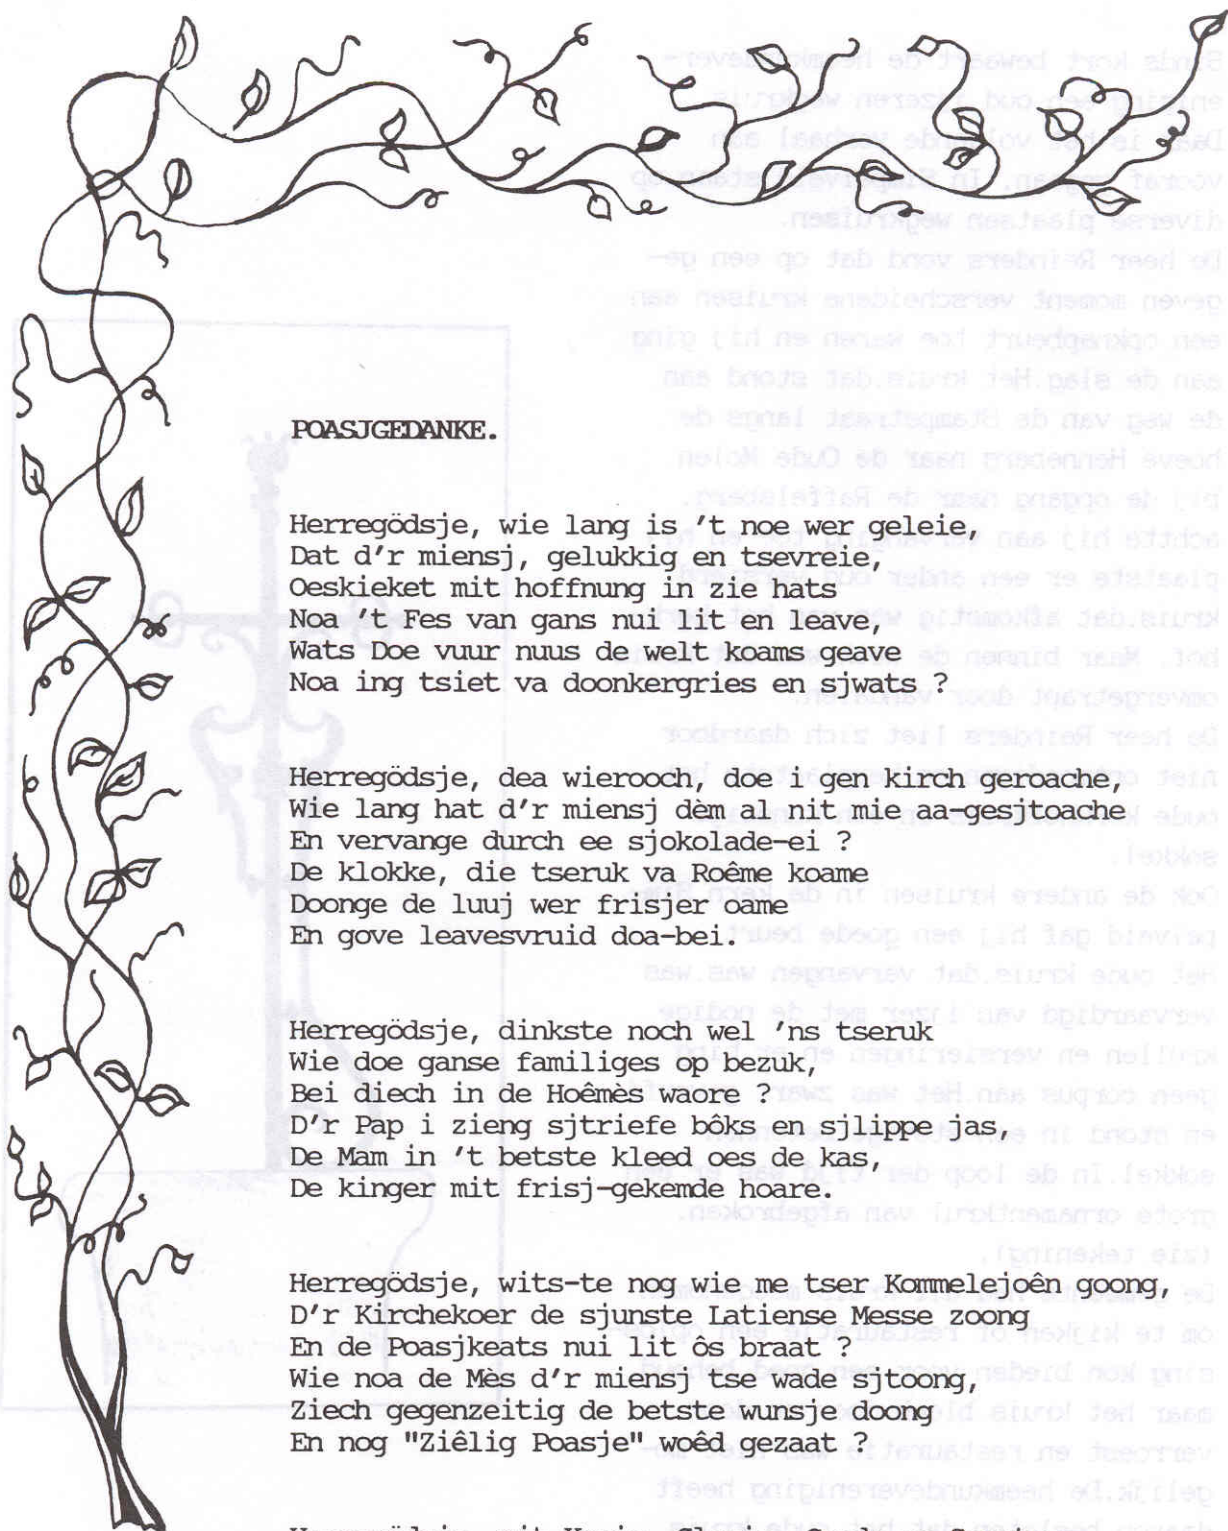 POASJGEDANKE.
Herregödsje, wie lang is 't noe wer geleie,
Dat d'r miensj, gelukkig en tsevreie,
Oeskieket mit hoffnung in zie hats
Noa 't Fes van gans nui lit en leave,
Wats Doe vuur nuus de welt koams geave
Noa ing tsiet va doonkergries en sjwats ?
Herregödsje, dea wierooch, doe i gen kirch geroache,
Wie lang hat d'r miensj dèm al nit mie aa-gesjtoache
En vervange durch ee sjokolade-ei ?
De klokke, die tseruk va Roême koame
Doonge de luuj wer frisjer oame
En gove leavesvruid doa-bei.
Herregödsje, dinkste noch wel 'ns tseruk
Wie doe ganse familiges op bezuk,
Bei diech in de Hoêmes waore ?
D'r Pap i zieng sjtriefe bôks en sjlippe jas,
De Mam in 't betste kleed oes de kas,
De kinger mit frisj-gekemde hoare.
Herregödsje, wits-te nog wie me tser Kommelejoên goong,
D'r Kirchekoer de sjunste Latiense Messe zoong
En de Poasjkeats nui lit òs braat ?
Wie noa de Mès d'r miensj tse wade sjtoong,
Ziech gegenzeitig de betste wunsje doong
En nog "Ziêlig Poasje" woêd gezaat ?